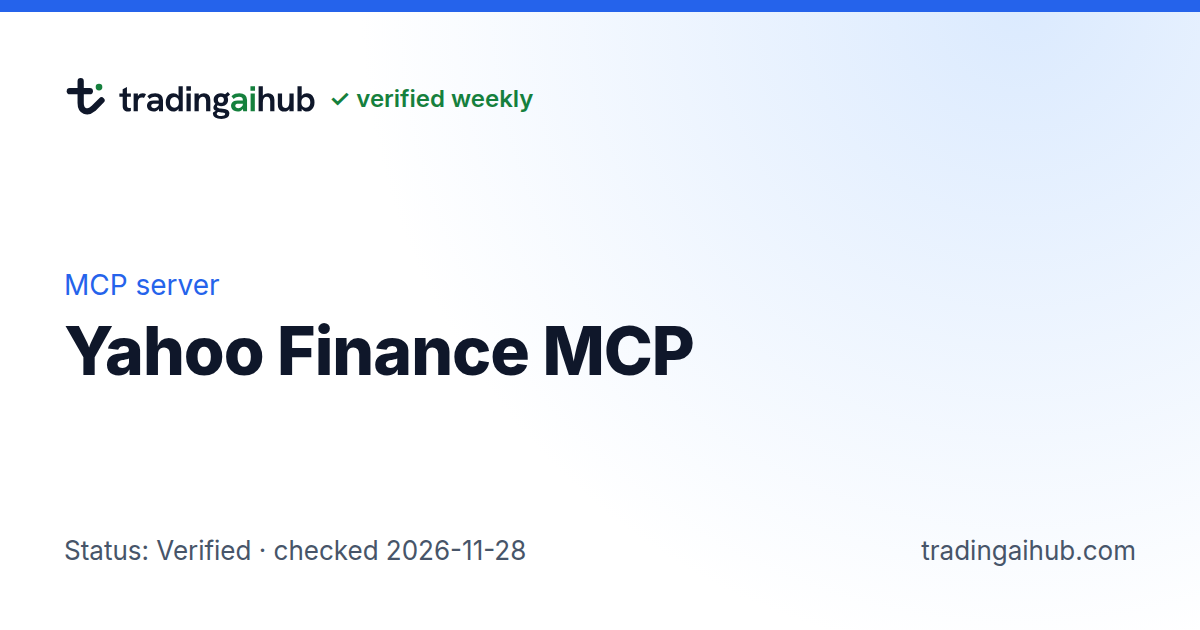 tradingaihub ✓ verified weekly
MCP server
Yahoo Finance MCP
Status: Verified · checked 2026-11-28
tradingaihub.com